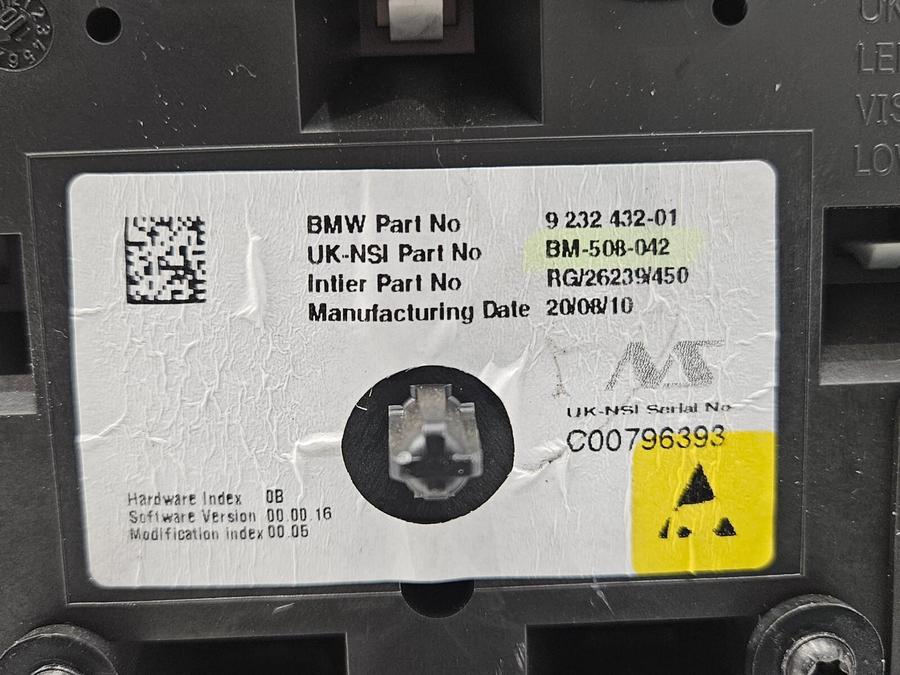 BMW Part No 9 232 432-01
UK-NSI Part No BM-508-042
Intier Part No RG/26239/450
Manufacturing Date 20/08/10
UK-NSI Serial No
C00796393
Hardware Index 0B
Software Version 00.00.16
Modification index 00.05